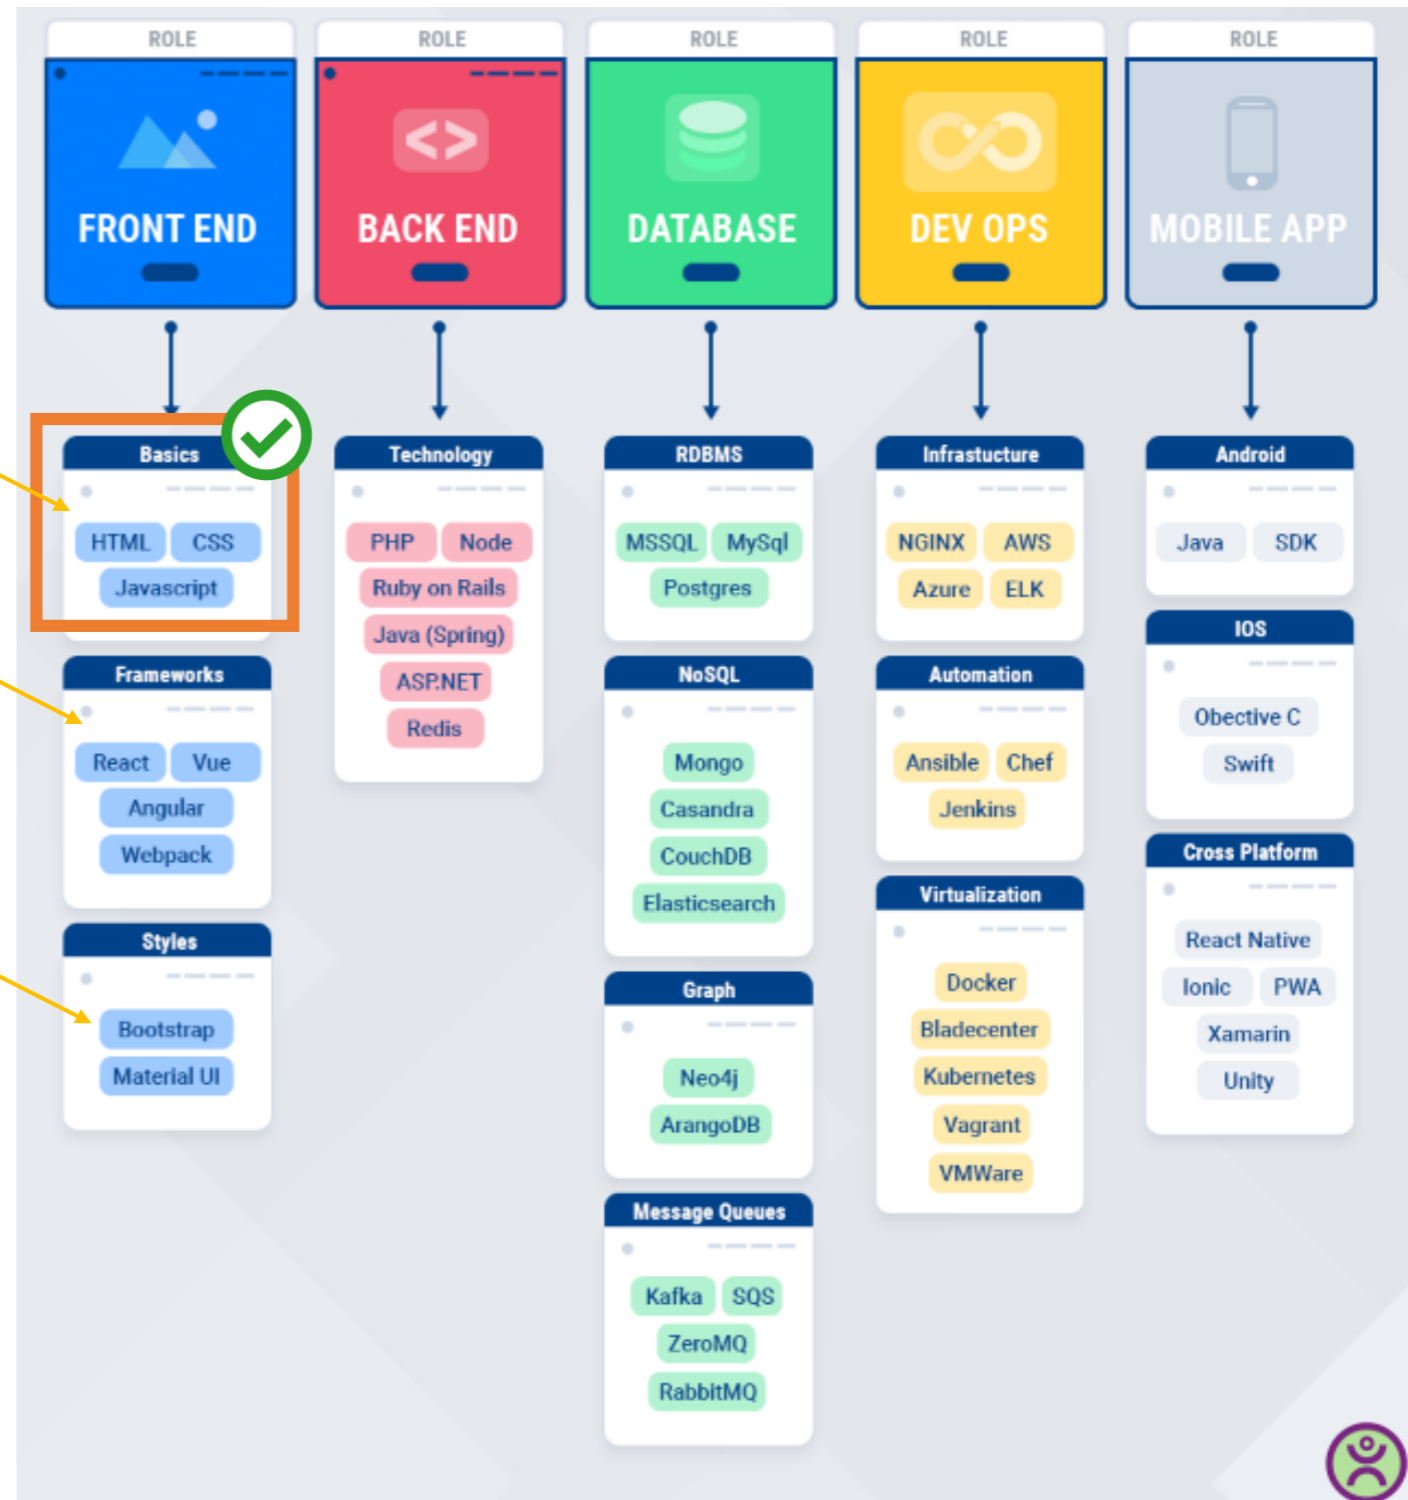 ROLE
FRONT END
Basics
HTML CSS
Javascript
Frameworks
React Vue
Angular
Webpack
Styles
Bootstrap
Material UI
ROLE
BACK END
Technology
PHP Node
Ruby on Rails
Java (Spring)
ASP.NET
Redis
ROLE
DATABASE
RDBMS
MSSQL MySql
Postgres
NoSQL
Mongo
Casandra
CouchDB
Elasticsearch
Graph
Neo4j
ArangoDB
Message Queues
Kafka SQS
ZeroMQ
RabbitMQ
ROLE
DEV OPS
Infrastucture
NGINX AWS
Azure ELK
Automation
Ansible Chef
Jenkins
Virtualization
Docker
Bladecenter
Kubernetes
Vagrant
VMWare
ROLE
MOBILE APP
Android
Java SDK
IOS
Obective C
Swift
Cross Platform
React Native
Ionic PWA
Xamarin
Unity